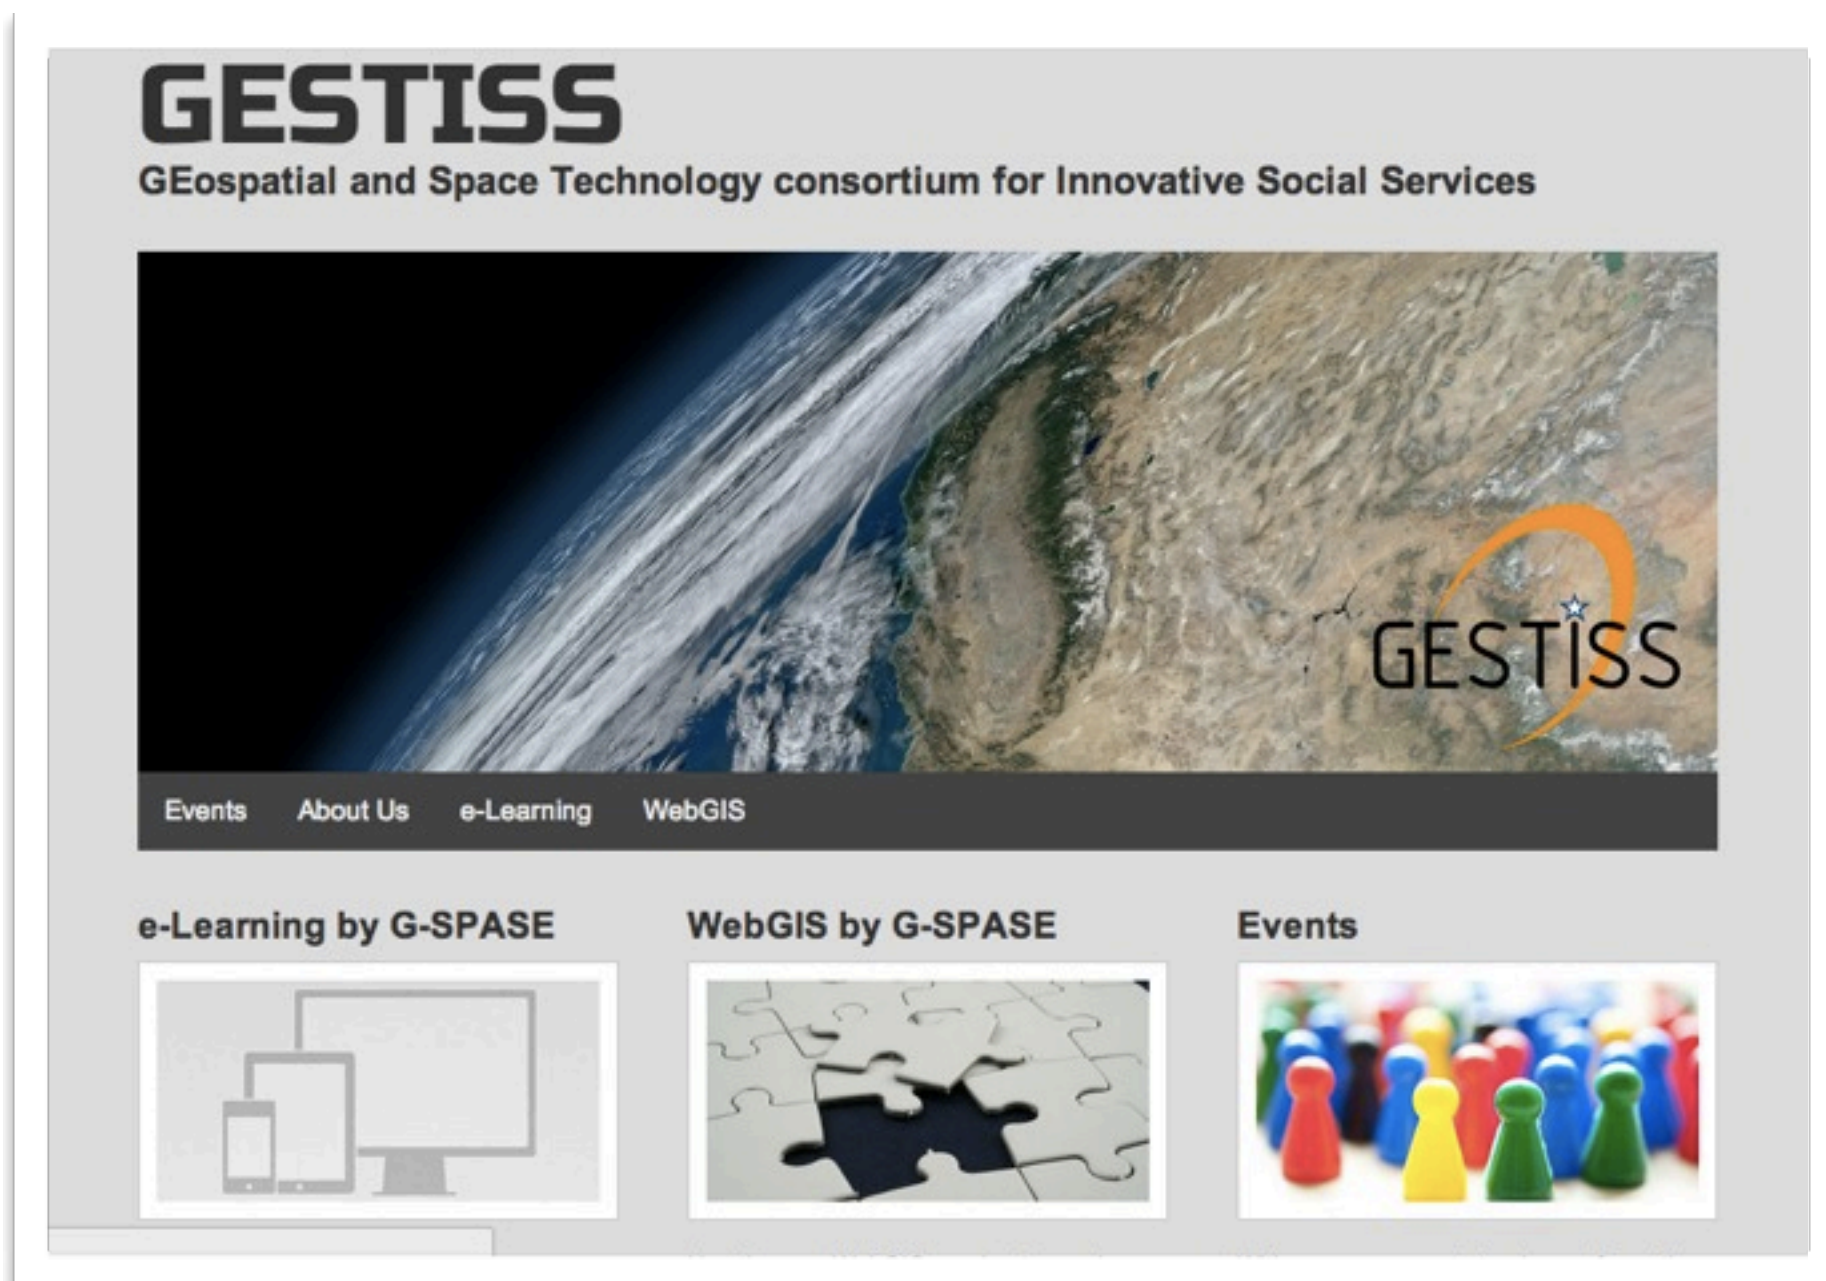 GESTISS
GEospatial and Space Technology consortium for Innovative Social Services
GESTISS
Events About Us e-Learning WebGIS
e-Learning by G-SPASE
WebGIS by G-SPASE
Events